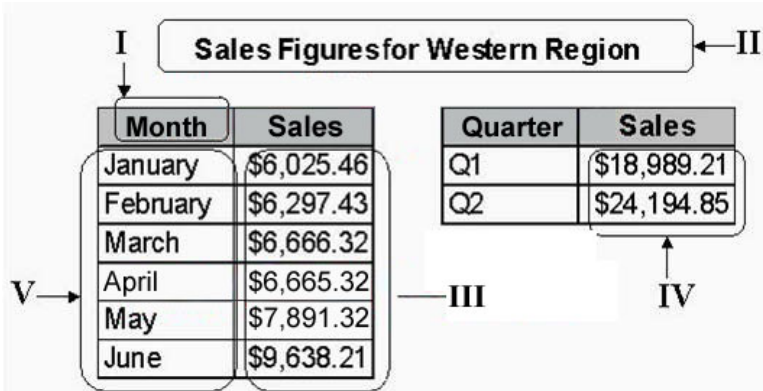 I
Sales Figures for Western Region
II
Month Sales
January $6,025.46
February $6,297.43
March $6,666.32
April $6,665.32
May $7,891.32
June $9,638.21
Quarter Sales
Q1 $18,989.21
Q2 $24,194.85
V
III
IV